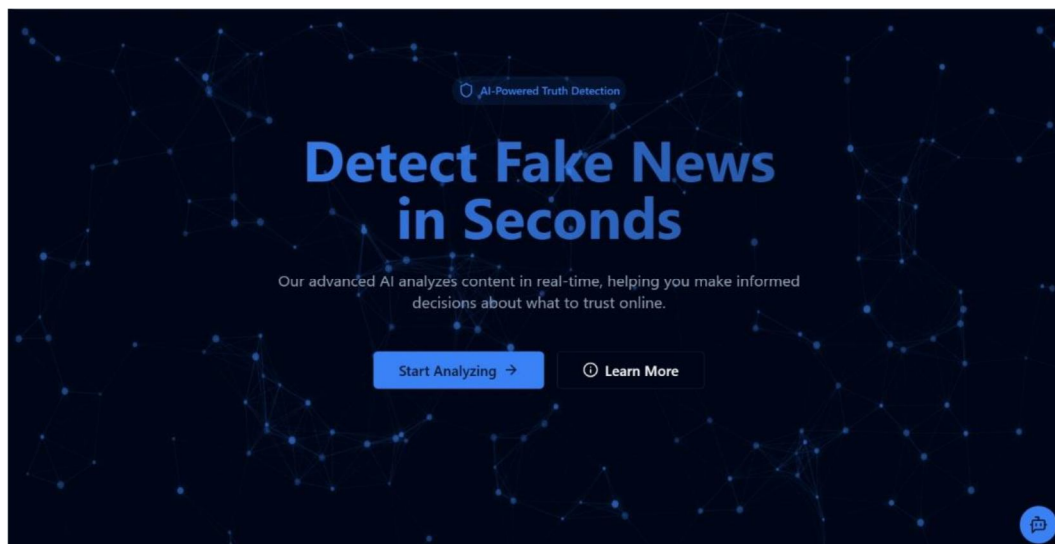 AI-Powered Truth Detection
Detect Fake News
in Seconds
Our advanced AI analyzes content in real-time, helping you make informed
decisions about what to trust online.
Start Analyzing →
Learn More